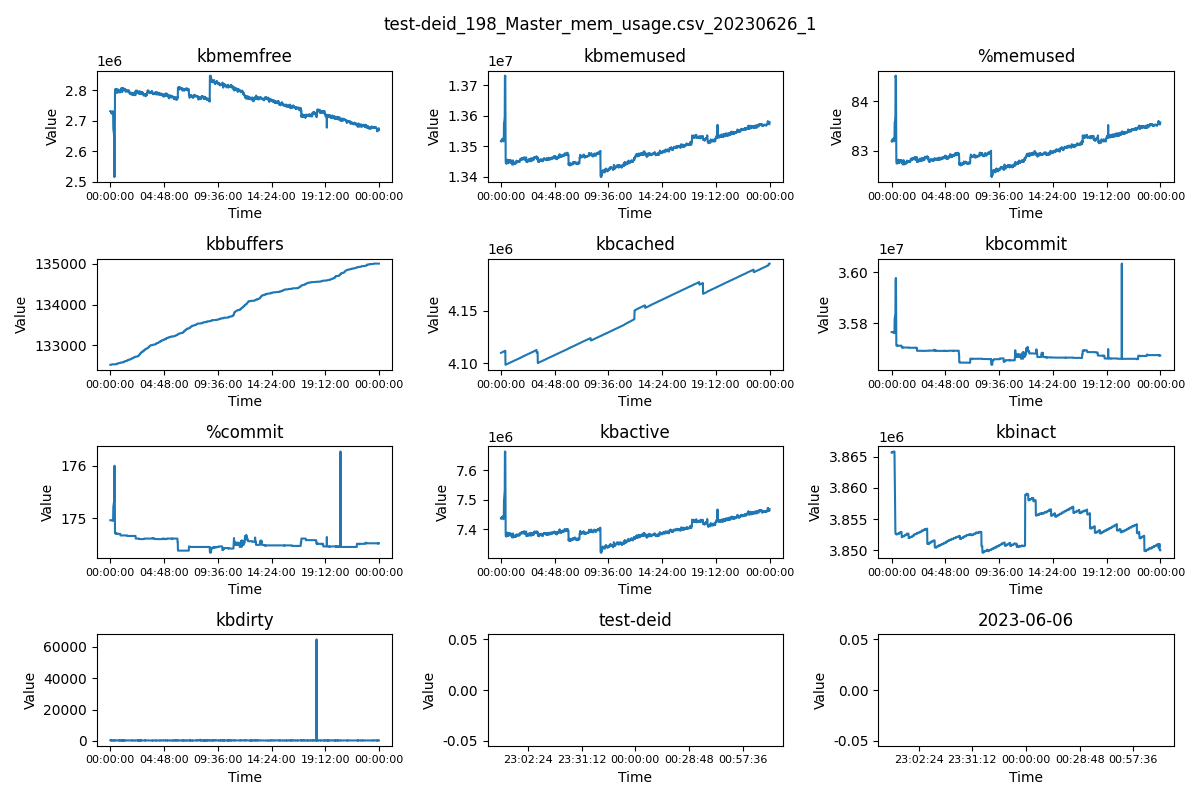 test-deid_198_Master_mem_usage.csv_20230626_1
kbmemfree kbmemused %memused
1e6 1e7
2.8 2.7 2.6 2.5 Value
1.37 1.36 1.35 1.34 Value
84 83 Value
00:00:00 04:48:00 09:36:00 14:24:00 19:12:00 00:00:00
00:00:00 04:48:00 09:36:00 14:24:00 19:12:00 00:00:00
00:00:00 04:48:00 09:36:00 14:24:00 19:12:00 00:00:00
Time Time Time
kbbuffers kbcached kbcommit
1e6 1e7
135000 134000 133000 Value
4.15 4.10 Value
3.60 3.58 Value
00:00:00 04:48:00 09:36:00 14:24:00 19:12:00 00:00:00
00:00:00 04:48:00 09:36:00 14:24:00 19:12:00 00:00:00
00:00:00 04:48:00 09:36:00 14:24:00 19:12:00 00:00:00
Time Time Time
%commit kbactive kbinact
1e6 1e6
176 175 Value
7.6 7.5 7.4 Value
3.865 3.860 3.855 3.850 Value
00:00:00 04:48:00 09:36:00 14:24:00 19:12:00 00:00:00
00:00:00 04:48:00 09:36:00 14:24:00 19:12:00 00:00:00
00:00:00 04:48:00 09:36:00 14:24:00 19:12:00 00:00:00
Time Time Time
kbdirty test-deid 2023-06-06
60000 40000 20000 0 Value
0.05 0.00 -0.05 Value
0.05 0.00 -0.05 Value
00:00:00 04:48:00 09:36:00 14:24:00 19:12:00 00:00:00
23:02:24 23:31:12 00:00:00 00:28:48 00:57:36
23:02:24 23:31:12 00:00:00 00:28:48 00:57:36
Time Time Time